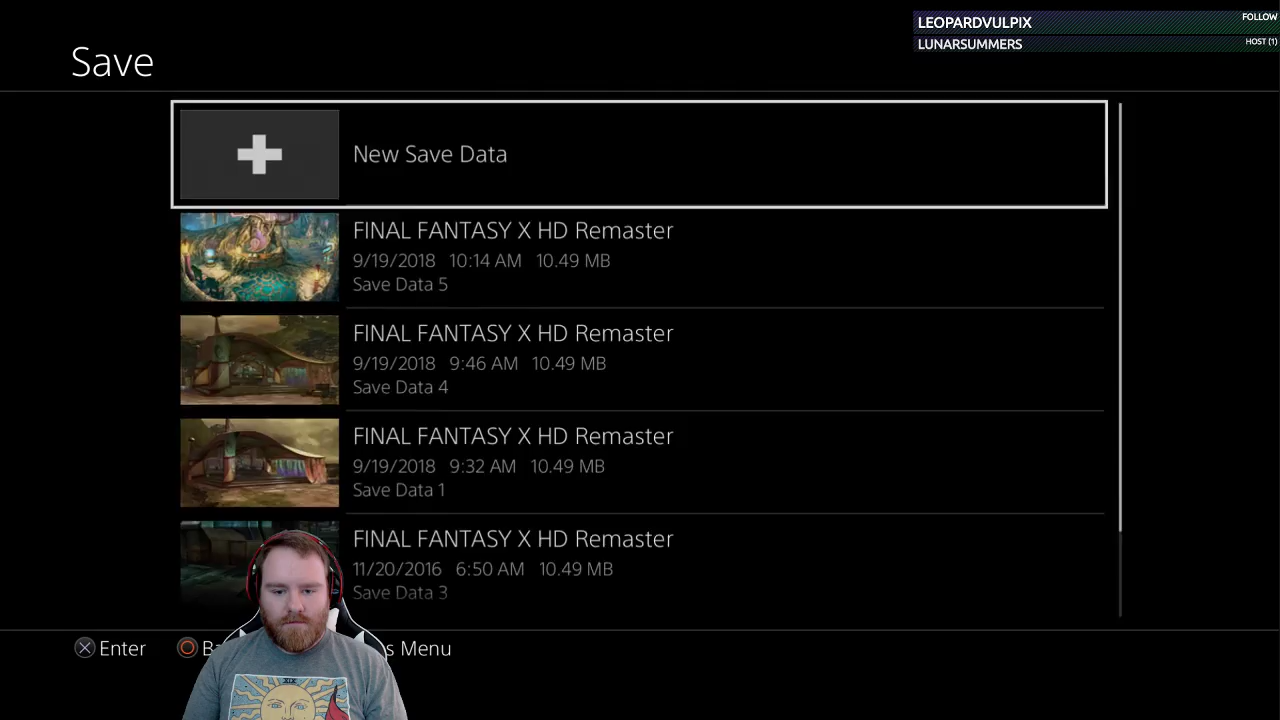 LEOPARDVULPIX FOLLOW
LUNARSUMMERS HOST (1)
Save
New Save Data
FINAL FANTASY X HD Remaster
9/19/2018 10:14 AM 10.49 MB
Save Data 5
FINAL FANTASY X HD Remaster
9/19/2018 9:46 AM 10.49 MB
Save Data 4
FINAL FANTASY X HD Remaster
9/19/2018 9:32 AM 10.49 MB
Save Data 1
FINAL FANTASY X HD Remaster
11/20/2016 6:50 AM 10.49 MB
Save Data 3
Enter Ba s Menu
XIX